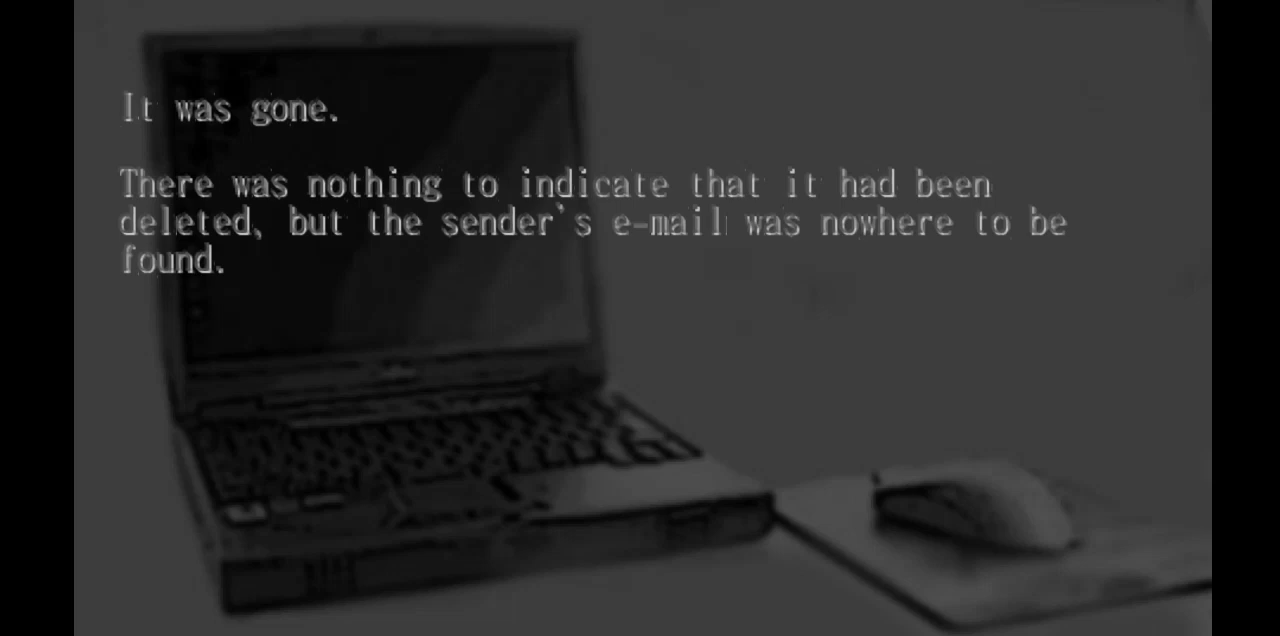 It was gone.
There was nothing to indicate that it had been
deleted, but the sender's e-mail was nowhere to be
found.